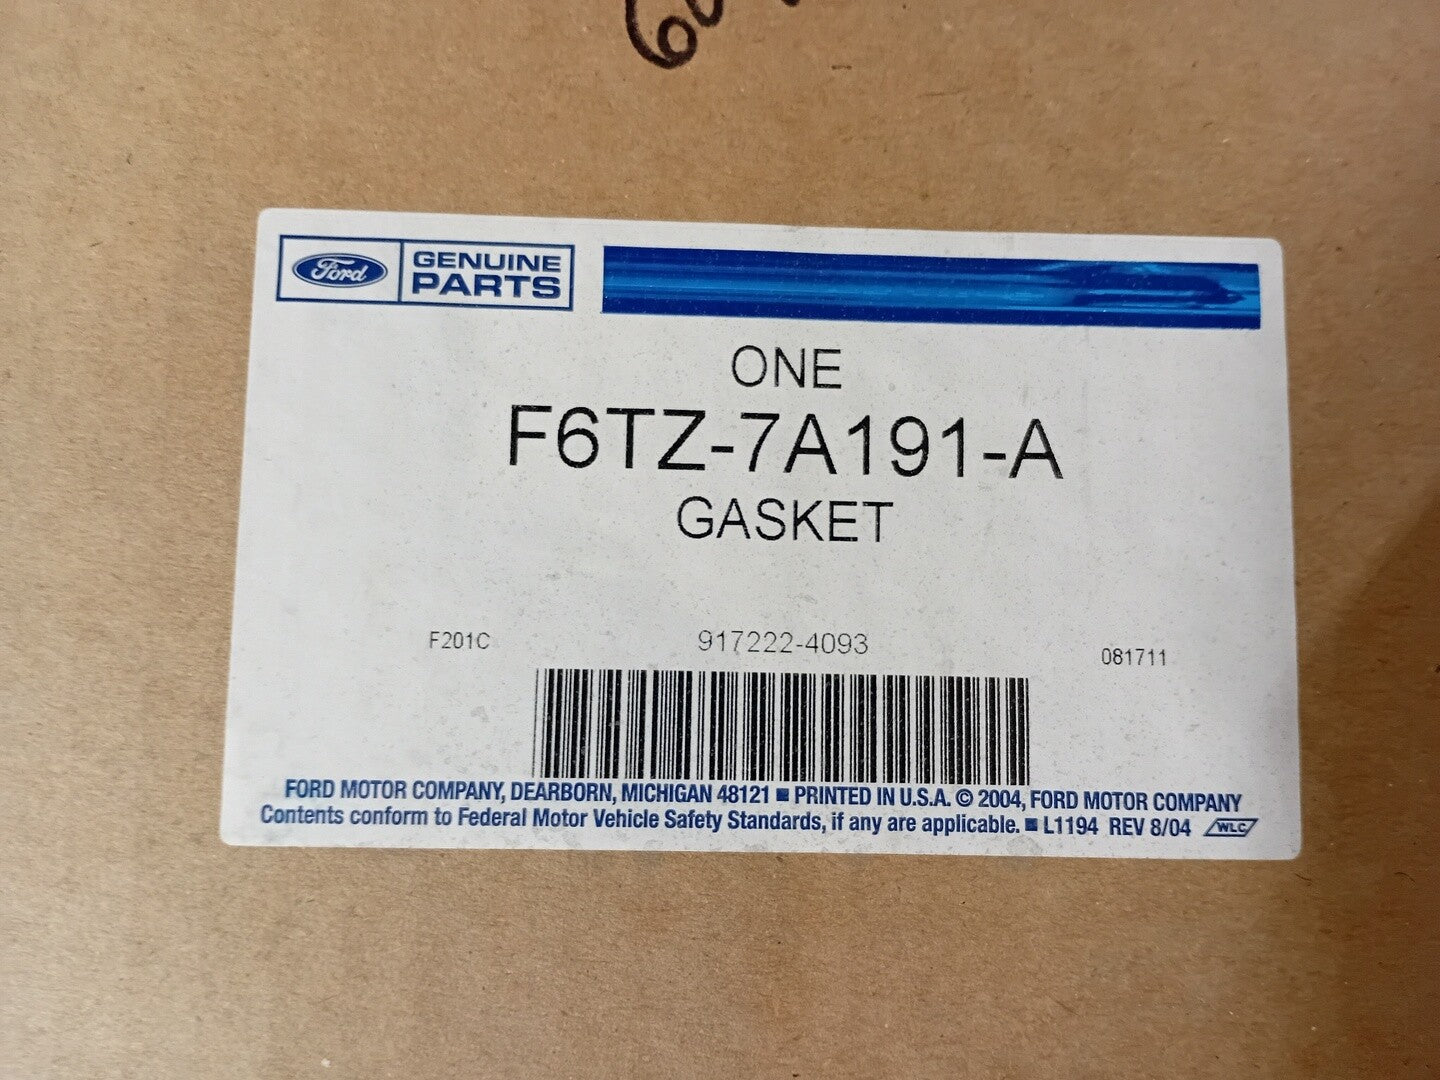 Ford GENUINE
PARTS
ONE
F6TZ-7A191-A
GASKET
F201C 917222-4093 081711
FORD MOTOR COMPANY, DEARBORN, MICHIGAN 48121 ■ PRINTED IN U.S.A. © 2004, FORD MOTOR COMPANY
Contents conform to Federal Motor Vehicle Safety Standards, if any are applicable. ■ L1194 REV 8/04 WLC